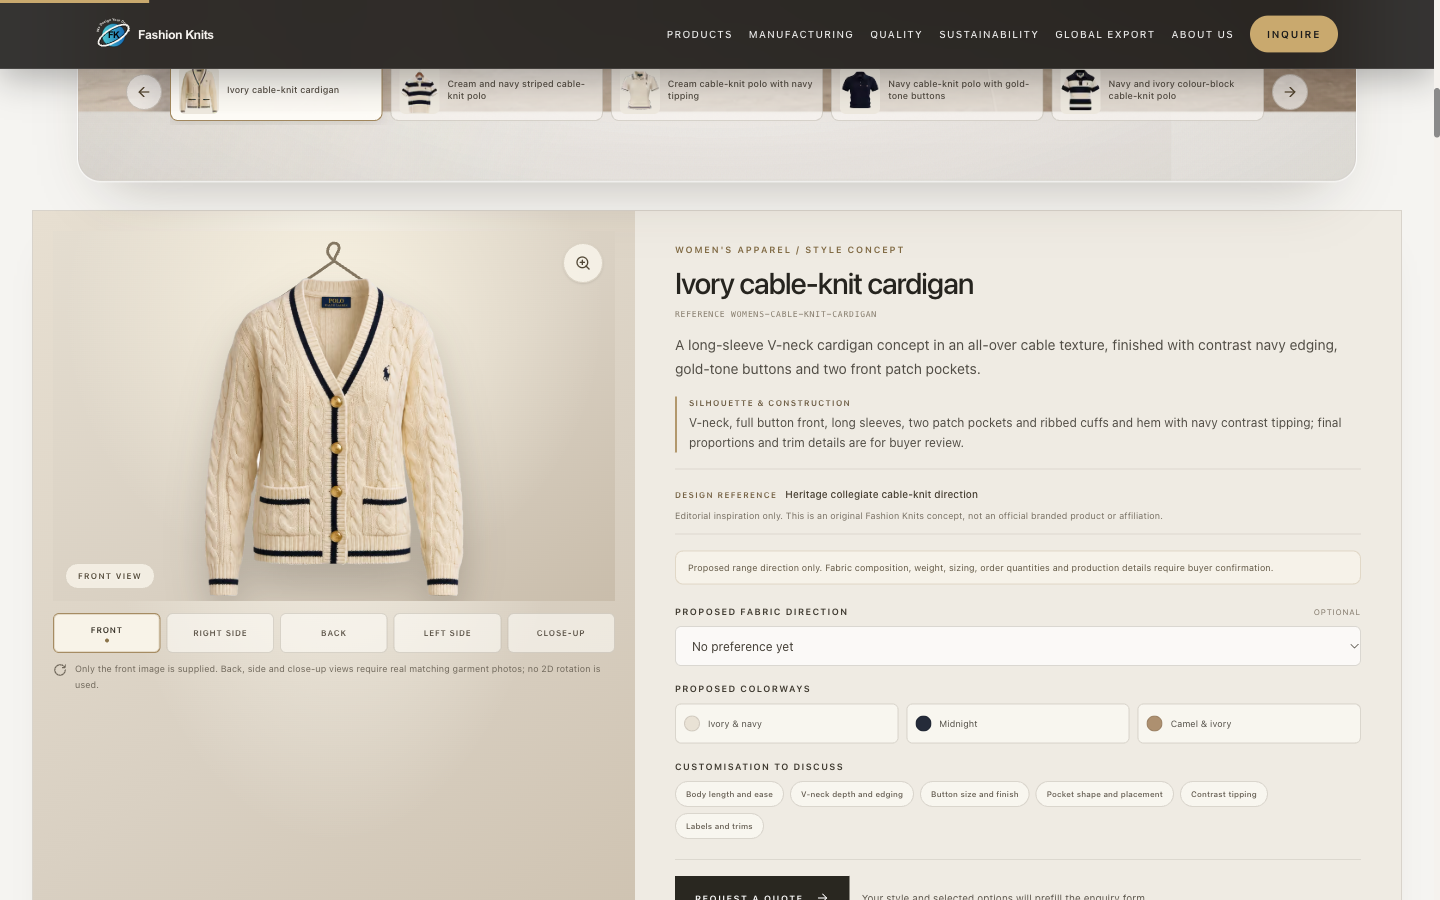 FK
Fashion Knits
PRODUCTS
MANUFACTURING
QUALITY
SUSTAINABILITY
GLOBAL EXPORT
ABOUT US
INQUIRE
Ivory cable-knit cardigan
Cream and navy striped cable-
knit polo
Cream cable-knit polo with navy
tipping
Navy cable-knit polo with gold-
tone buttons
Navy and ivory colour-block
cable-knit polo
POLO
FRONT VIEW
FRONT
RIGHT SIDE
BACK
LEFT SIDE
CLOSE-UP
Only the front image is supplied. Back, side and close-up views require real matching garment photos; no 2D rotation is
used.
WOMEN'S APPAREL / STYLE CONCEPT
Ivory cable-knit cardigan
REFERENCE WOMENS-CABLE-KNIT-CARDIGAN
A long-sleeve V-neck cardigan concept in an all-over cable texture, finished with contrast navy edging,
gold-tone buttons and two front patch pockets.
SILHOUETTE & CONSTRUCTION
V-neck, full button front, long sleeves, two patch pockets and ribbed cuffs and hem with navy contrast tipping; final
proportions and trim details are for buyer review.
DESIGN REFERENCE Heritage collegiate cable-knit direction
Editorial inspiration only. This is an original Fashion Knits concept, not an official branded product or affiliation.
Proposed range direction only. Fabric composition, weight, sizing, order quantities and production details require buyer confirmation.
PROPOSED FABRIC DIRECTION
OPTIONAL
No preference yet
PROPOSED COLORWAYS
Ivory & navy
Midnight
Camel & ivory
CUSTOMISATION TO DISCUSS
Body length and ease
V-neck depth and edging
Button size and finish
Pocket shape and placement
Contrast tipping
Labels and trims
REQUEST A QUOTE
Your style and selected options will prefill the enquiry form